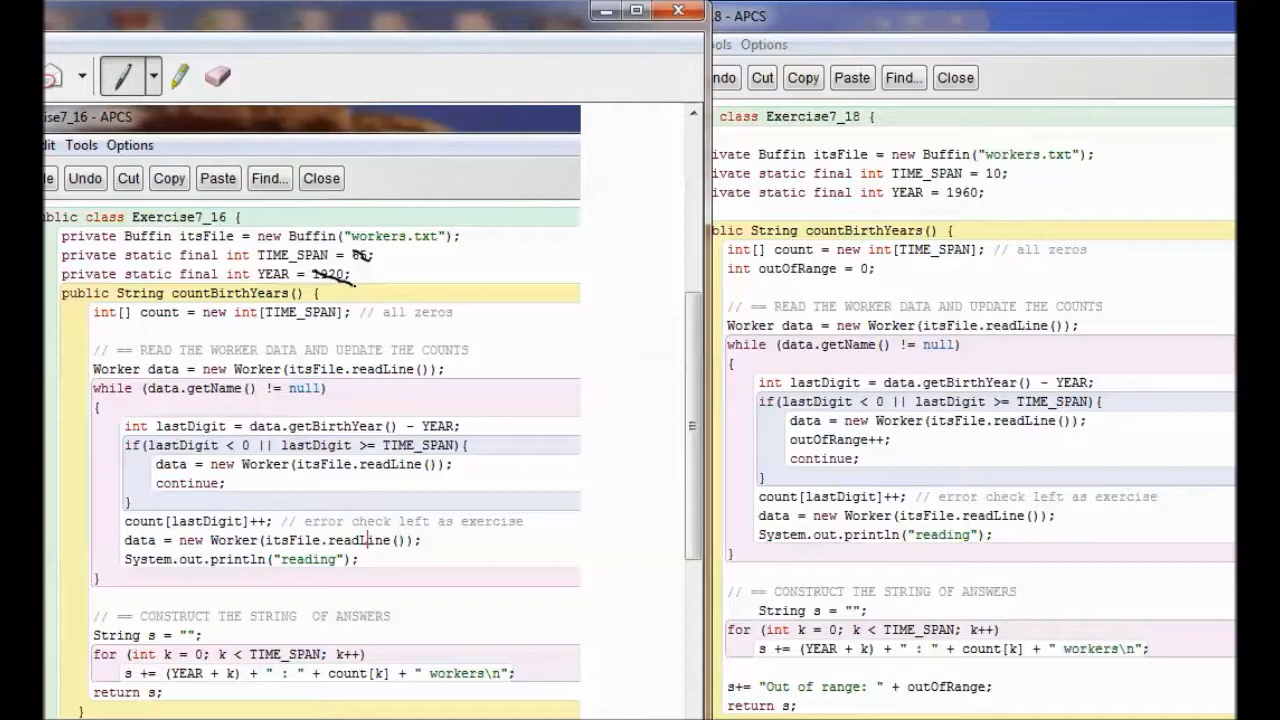 ise7_16 - APCS
dit Tools Options
Undo Cut Copy Paste Find... Close
public class Exercise7_16 {
private Buffin itsFile = new Buffin("workers.txt");
private static final int TIME_SPAN = 65;
private static final int YEAR = 1920;
public String countBirthYears() {
int[] count = new int[TIME_SPAN]; // all zeros
// == READ THE WORKER DATA AND UPDATE THE COUNTS
Worker data = new Worker(itsFile.readLine());
while (data.getName() != null)
{
int lastDigit = data.getBirthYear() - YEAR;
if(lastDigit < 0 || lastDigit >= TIME_SPAN){
data = new Worker(itsFile.readLine());
continue;
}
count[lastDigit]++; // error check left as exercise
data = new Worker(itsFile.readLine());
System.out.println("reading");
}
// == CONSTRUCT THE STRING  OF ANSWERS
String s = "";
for (int k = 0; k < TIME_SPAN; k++)
s += (YEAR + k) + " : " + count[k] + " workers\n";
return s;
}
.8 - APCS
ols Options
ndo Cut Copy Paste Find... Close
class Exercise7_18 {
ivate Buffin itsFile = new Buffin("workers.txt");
ivate static final int TIME_SPAN = 10;
ivate static final int YEAR = 1960;
blic String countBirthYears() {
int[] count = new int[TIME_SPAN]; // all zeros
int outOfRange = 0;
// == READ THE WORKER DATA AND UPDATE THE COUNTS
Worker data = new Worker(itsFile.readLine());
while (data.getName() != null)
{
int lastDigit = data.getBirthYear() - YEAR;
if(lastDigit < 0 || lastDigit >= TIME_SPAN){
data = new Worker(itsFile.readLine());
outOfRange++;
continue;
}
count[lastDigit]++; // error check left as exercise
data = new Worker(itsFile.readLine());
System.out.println("reading");
}
// == CONSTRUCT THE STRING OF ANSWERS
String s = "";
for (int k = 0; k < TIME_SPAN; k++)
s += (YEAR + k) + " : " + count[k] + " workers\n";
s+= "Out of range: " + outOfRange;
return s;